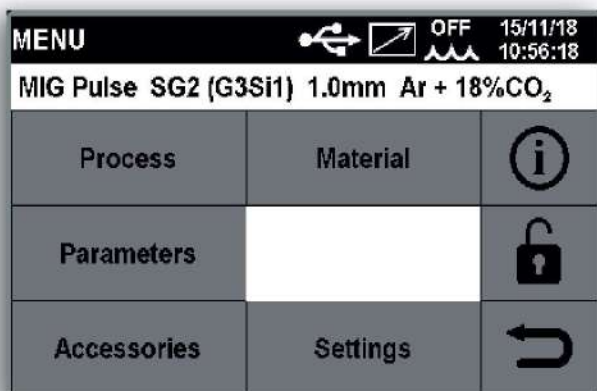 MENU OFF 15/11/18
10:56:18
MIG Pulse SG2 (G3Si1) 1.0mm Ar + 18%CO₂
Process Material
Parameters
Accessories Settings